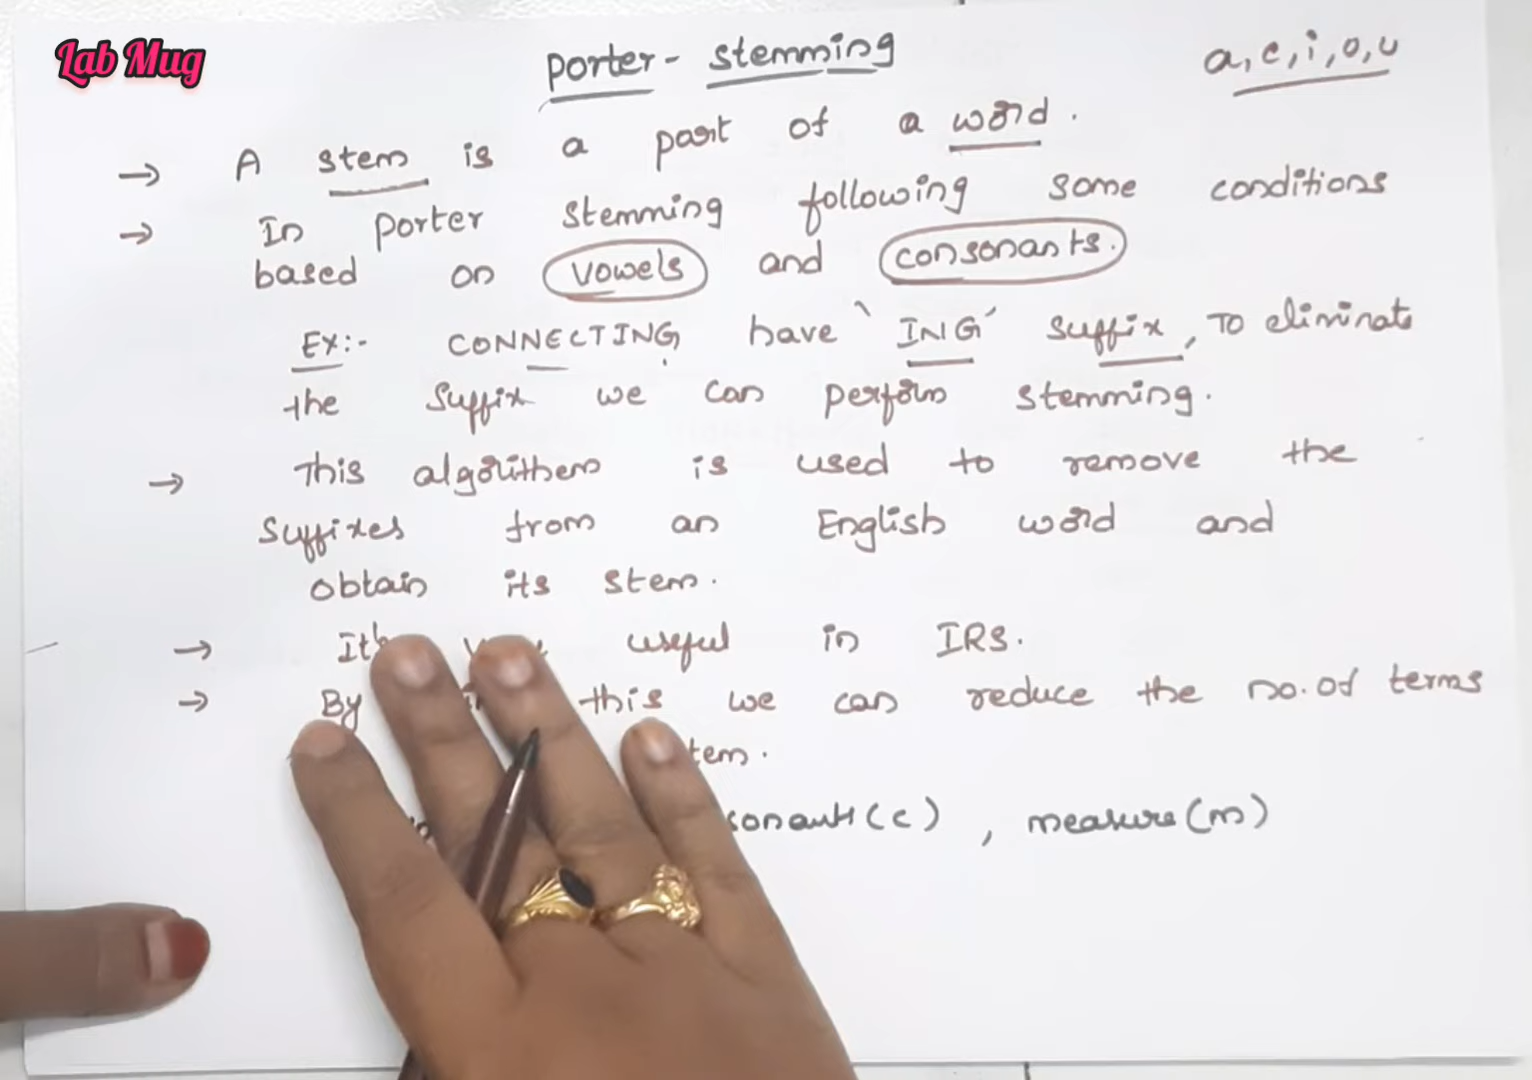 Lab Mug
Porter - stemming
a, e, i, o, u
→ A stem is a part of a word.
→ In porter stemming following some conditions
based on vowels and consonants.
Ex:- CONNECTING have `ING´ suffix, To eliminate
the suffix we can perform stemming.
→ This algorithm is used to remove the
suffixes from an English word and
obtain its stem.
→ useful in IRS.
→ By this we can reduce the no. of terms
(c) , measure(m)